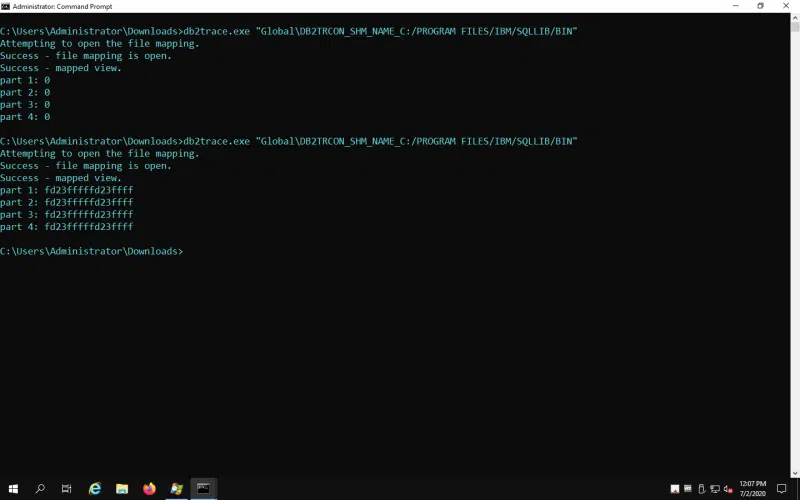 Administrator: Command Prompt
C:\Users\Administrator\Downloads>db2trace.exe "Global\DB2TRCON_SHM_NAME_C:/PROGRAM FILES/IBM/SQLLIB/BIN"
Attempting to open the file mapping.
Success - file mapping is open.
Success - mapped view.
part 1: 0
part 2: 0
part 3: 0
part 4: 0
C:\Users\Administrator\Downloads>db2trace.exe "Global\DB2TRCON_SHM_NAME_C:/PROGRAM FILES/IBM/SQLLIB/BIN"
Attempting to open the file mapping.
Success - file mapping is open.
Success - mapped view.
part 1: fd23fffffd23ffff
part 2: fd23fffffd23ffff
part 3: fd23fffffd23ffff
part 4: fd23fffffd23ffff
C:\Users\Administrator\Downloads>
12:07 PM
7/2/2020